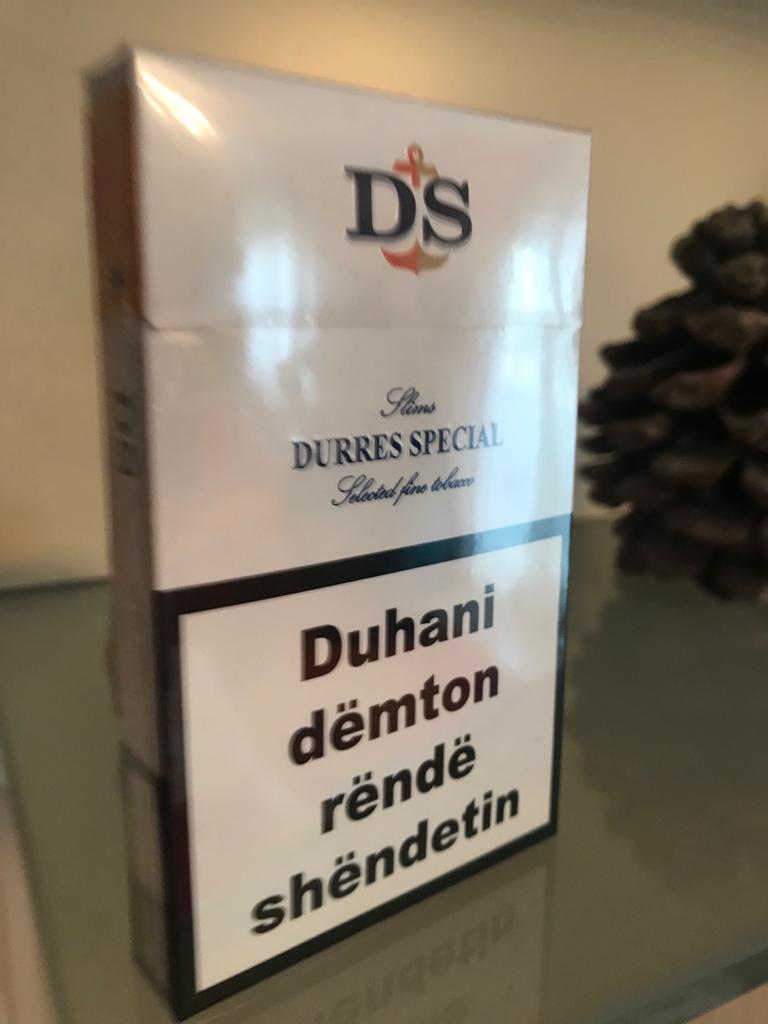 DS
Slims
DURRES SPECIAL
Selected fine tobacco
Duhani
dëmton
rëndë
shëndetin